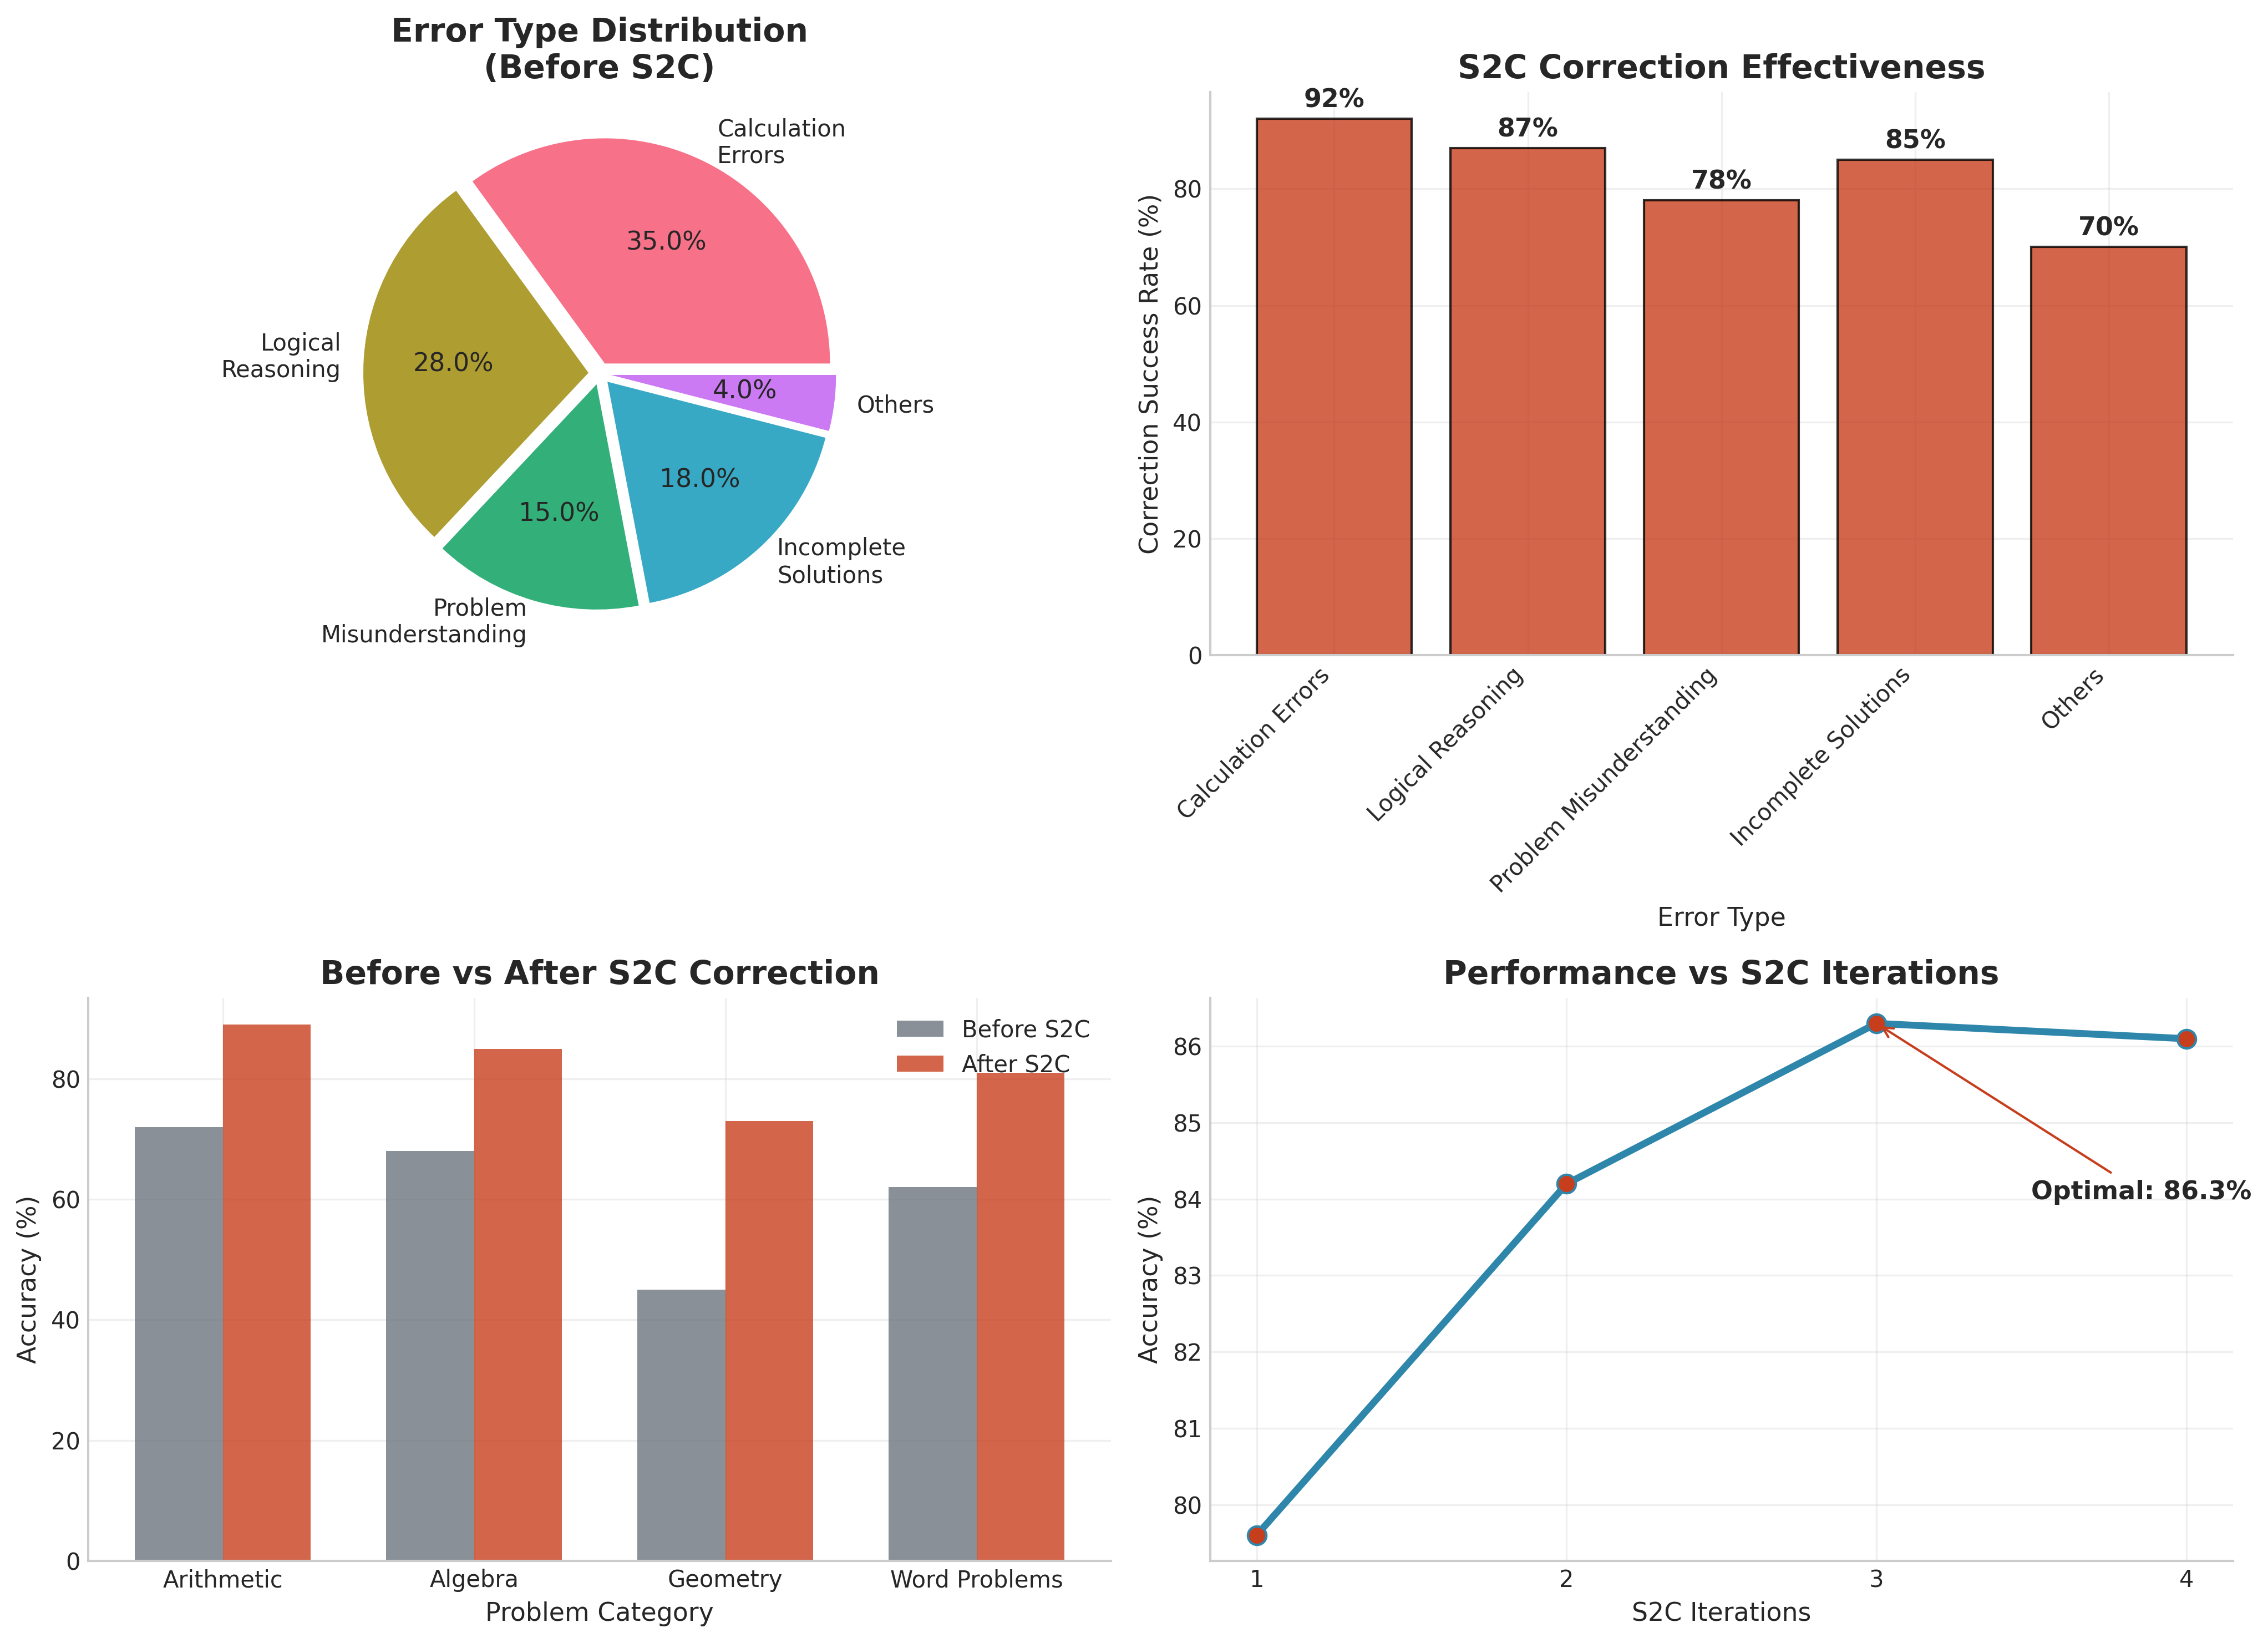 Error Type Distribution
(Before S2C)
Calculation
Errors
35.0%
Logical
Reasoning
28.0%
4.0%
Others
18.0%
15.0%
Incomplete
Solutions
Problem
Misunderstanding
S2C Correction Effectiveness
92%
87%
85%
78%
70%
Correction Success Rate (%)
80
60
40
20
0
Calculation Errors
Logical Reasoning
Problem Misunderstanding
Incomplete Solutions
Others
Error Type
Before vs After S2C Correction
Before S2C
After S2C
Accuracy (%)
80
60
40
20
0
Arithmetic
Algebra
Geometry
Word Problems
Problem Category
Performance vs S2C Iterations
Accuracy (%)
86
85
84
83
82
81
80
Optimal: 86.3%
1
2
3
4
S2C Iterations